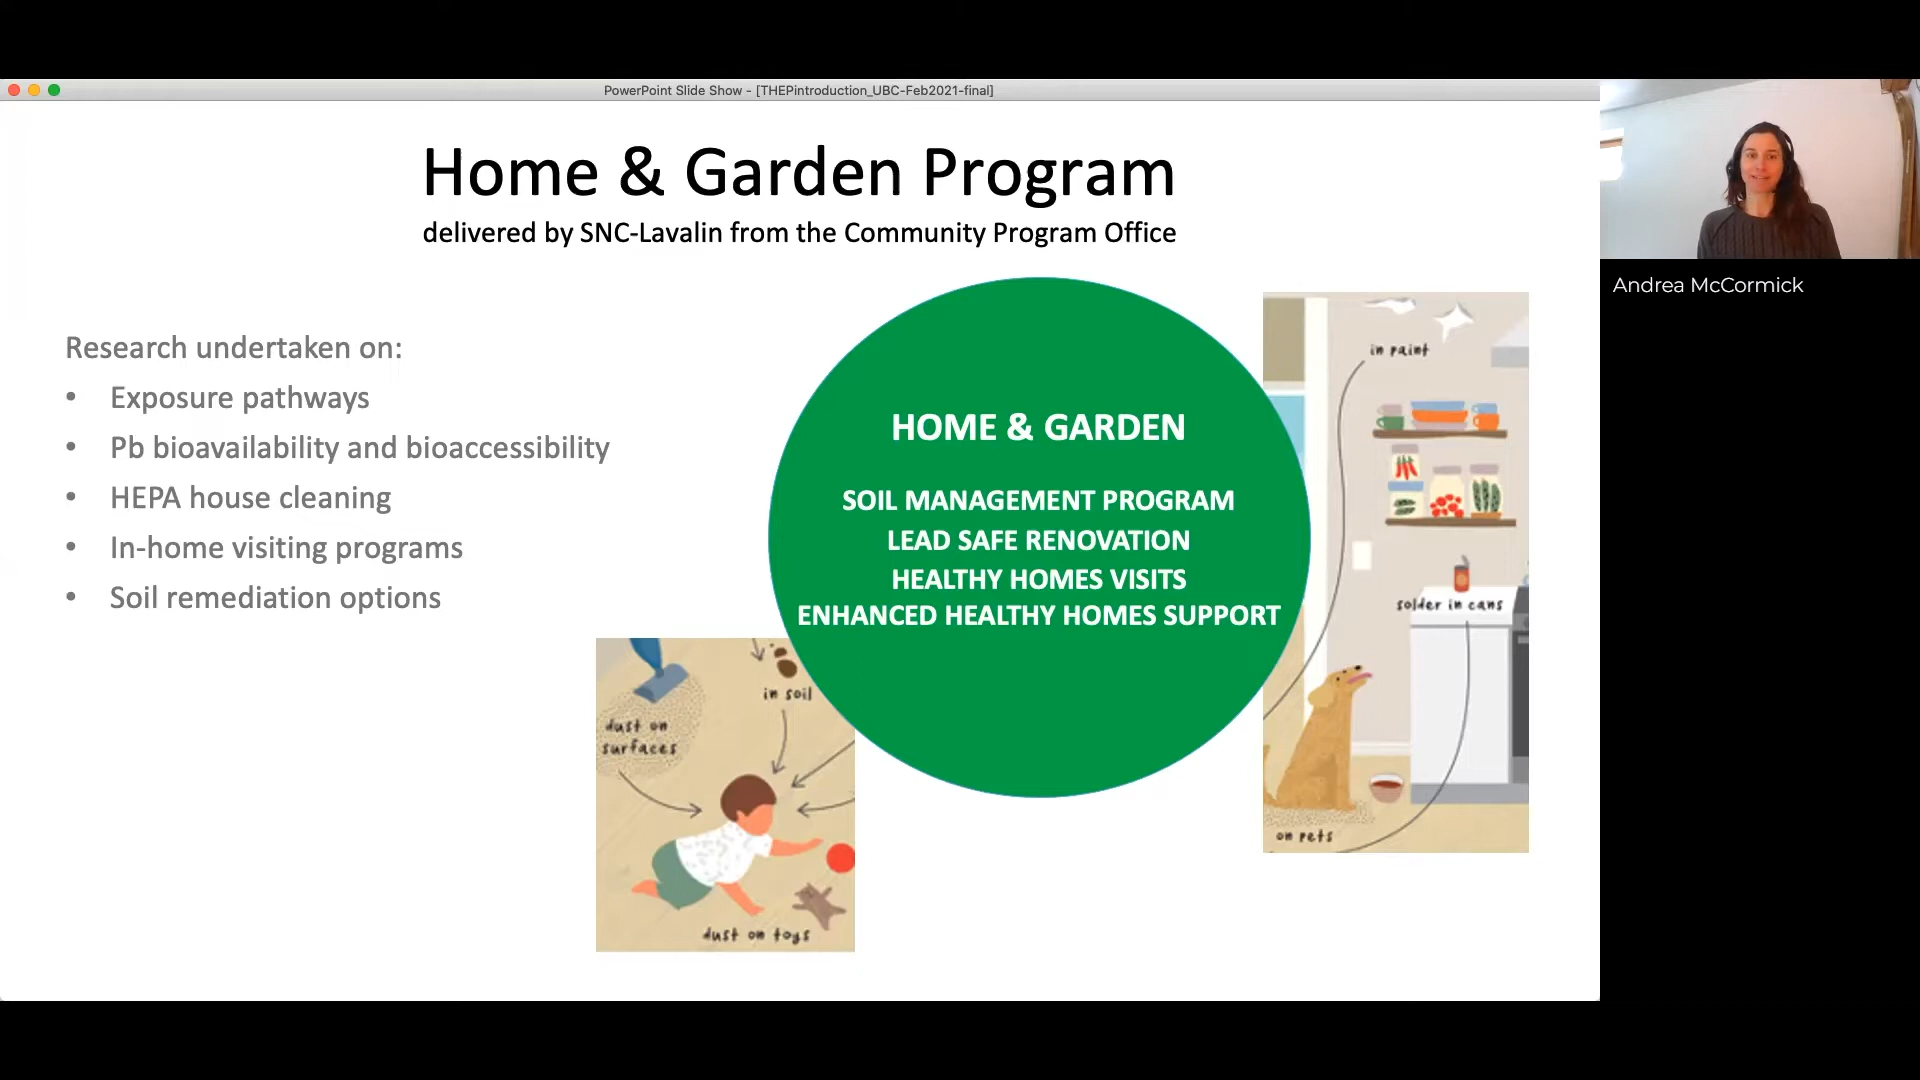 PowerPoint Slide Show - [THEPintroduction_UBC-Feb2021-final]
Home & Garden Program
delivered by SNC-Lavalin from the Community Program Office
Andrea McCormick
Research undertaken on:
• Exposure pathways
• Pb bioavailability and bioaccessibility
• HEPA house cleaning
• In-home visiting programs
• Soil remediation options
HOME & GARDEN
SOIL MANAGEMENT PROGRAM
LEAD SAFE RENOVATION
HEALTHY HOMES VISITS
ENHANCED HEALTHY HOMES SUPPORT
in paint
solder in cans
on pets
in soil
dust on
surfaces
dust on toys